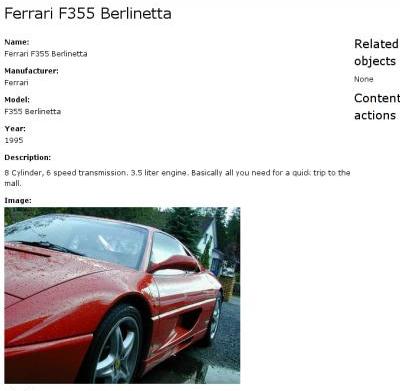 Ferrari F355 Berlinetta
Name:
Ferrari F355 Berlinetta
Manufacturer:
Ferrari
Model:
F355 Berlinetta
Year:
1995
Description:
8 Cylinder, 6 speed transmission. 3.5 liter engine. Basically all you need for a quick trip to the
mall.
Image:
Related
objects
None
Content
actions